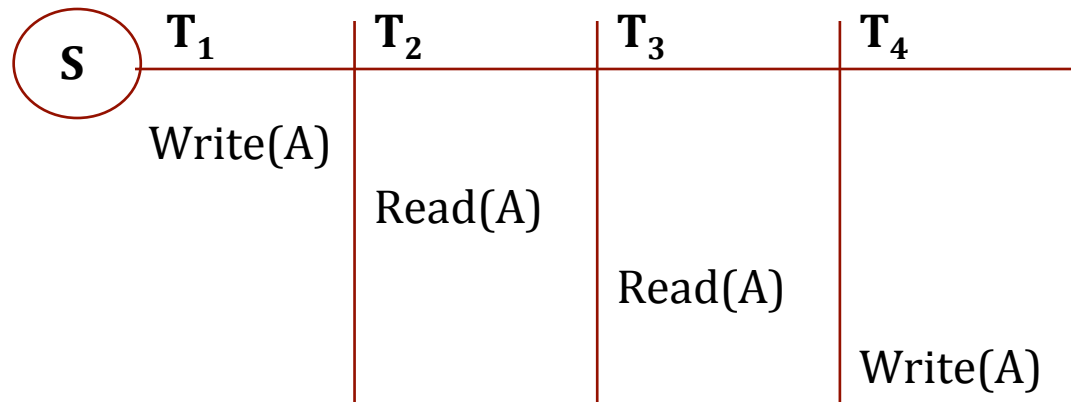 S T₁ T₂ T₃ T₄
Write(A)
Read(A)
Read(A)
Write(A)